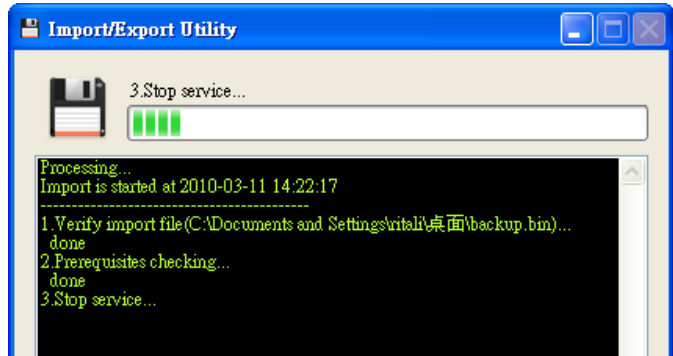 Import/Export Utility
3.Stop service...
Processing...
Import is started at 2010-03-11 14:22:17
-------------------------------------------
1.Verify import file(C:\Documents and Settings\ritali\桌面\backup.bin)...
done
2.Prerequisites checking...
done
3.Stop service...